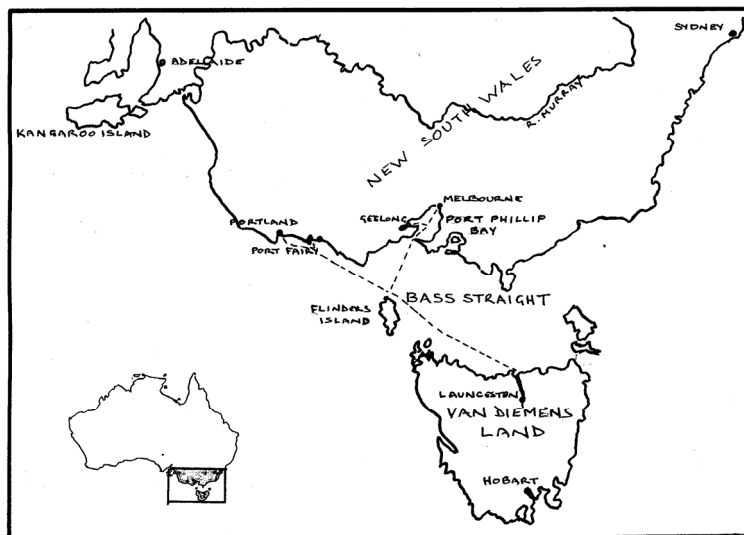 SYDNEY
ADELAIDE
KANGAROO ISLAND
NEW SOUTH WALES
R. MURRAY
MELBOURNE
GEELONG
PORT PHILLIP
BAY
PORTLAND
PORT FAIRY
BASS STRAIGHT
FLINDERS
ISLAND
LAUNCESTON
VAN DIEMENS
LAND
HOBART